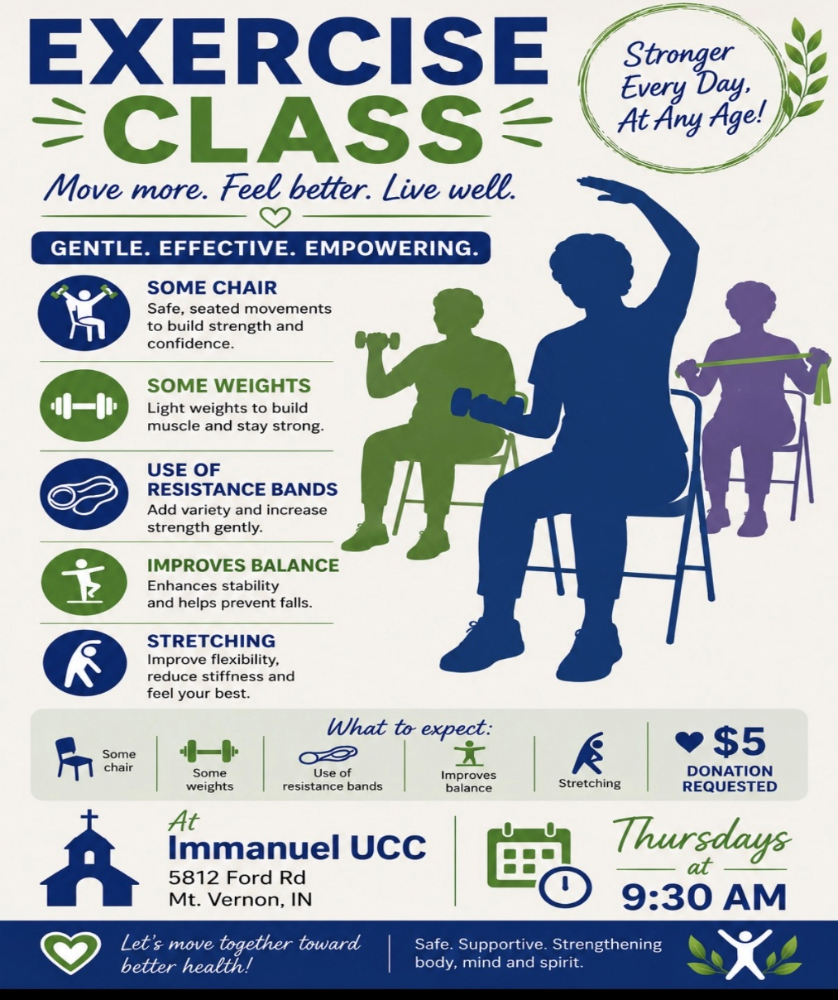 EXERCISE
CLASS
Move more. Feel better. Live well.
Stronger
Every Day,
At Any Age!
GENTLE. EFFECTIVE. EMPOWERING.
SOME CHAIR
Safe, seated movements
to build strength and
confidence.
SOME WEIGHTS
Light weights to build
muscle and stay strong.
USE OF
RESISTANCE BANDS
Add variety and increase
strength gently.
IMPROVES BALANCE
Enhances stability
and helps prevent falls.
STRETCHING
Improve flexibility,
reduce stiffness and
feel your best.
What to expect:
Some
chair
Some
weights
Use of
resistance bands
Improves
balance
Stretching
$5
DONATION
REQUESTED
At
Immanuel UCC
5812 Ford Rd
Mt. Vernon, IN
Thursdays
at
9:30 AM
Let's move together toward
better health!
Safe. Supportive. Strengthening
body, mind and spirit.